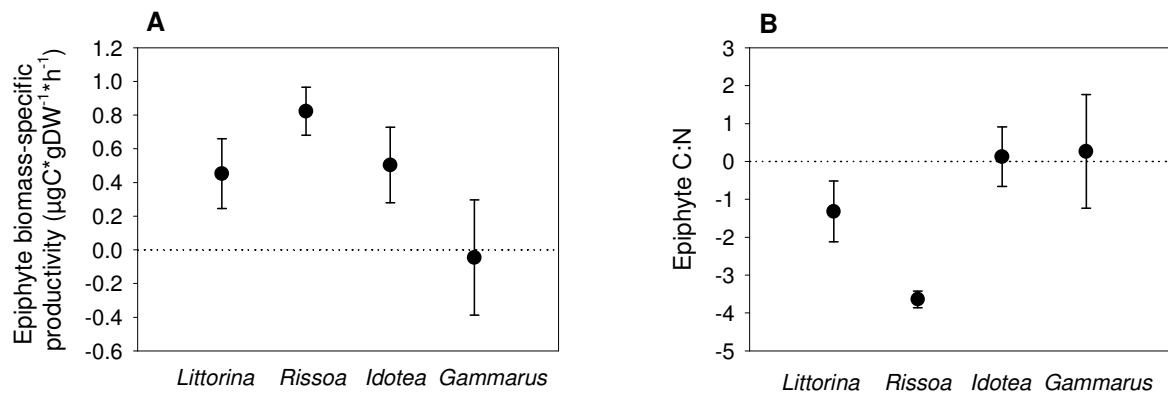 A
Epiphyte biomass-specific
productivity (µgC*gDW⁻¹*h⁻¹)
1.2
1.0
0.8
0.6
0.4
0.2
0.0
-0.2
-0.4
-0.6
Littorina Rissoa Idotea Gammarus
B
Epiphyte C:N
3
2
1
0
-1
-2
-3
-4
-5
Littorina Rissoa Idotea Gammarus